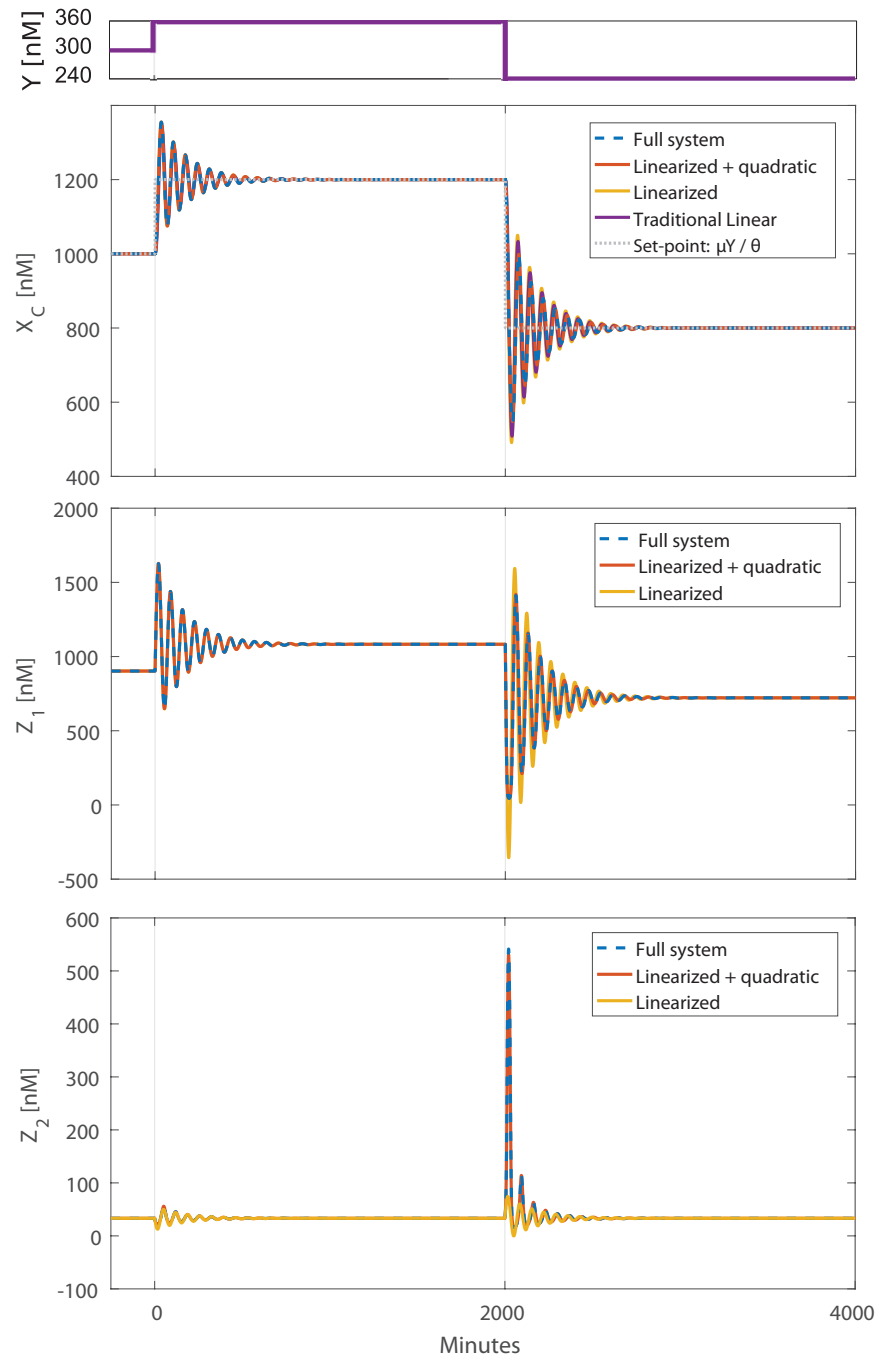 Y [nM]
360
300
240
X_C [nM]
1200
1000
800
600
400
Full system
Linearized + quadratic
Linearized
Traditional Linear
Set-point: μY / θ
Z_1 [nM]
2000
1500
1000
500
0
-500
Full system
Linearized + quadratic
Linearized
Z_2 [nM]
600
500
400
300
200
100
0
-100
Full system
Linearized + quadratic
Linearized
0
2000
4000
Minutes